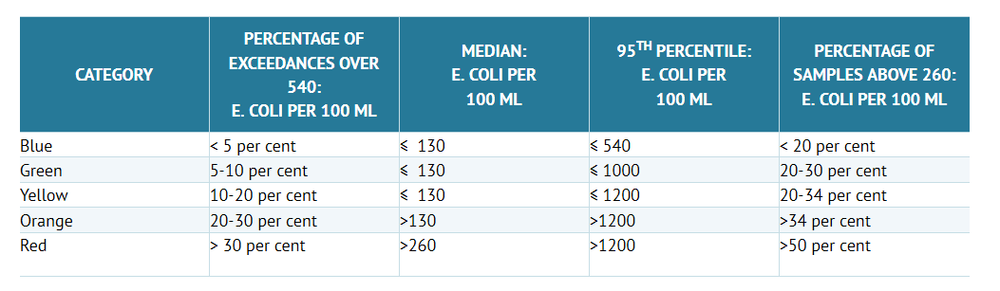 CATEGORY
PERCENTAGE OF
EXCEEDANCES OVER
540:
E. COLI PER 100 ML
MEDIAN:
E. COLI PER
100 ML
95TH PERCENTILE:
E. COLI PER
100 ML
PERCENTAGE OF
SAMPLES ABOVE 260:
E. COLI PER 100 ML
Blue < 5 per cent ⩽ 130 ⩽ 540 < 20 per cent
Green 5-10 per cent ⩽ 130 ⩽ 1000 20-30 per cent
Yellow 10-20 per cent ⩽ 130 ⩽ 1200 20-34 per cent
Orange 20-30 per cent >130 >1200 >34 per cent
Red > 30 per cent >260 >1200 >50 per cent